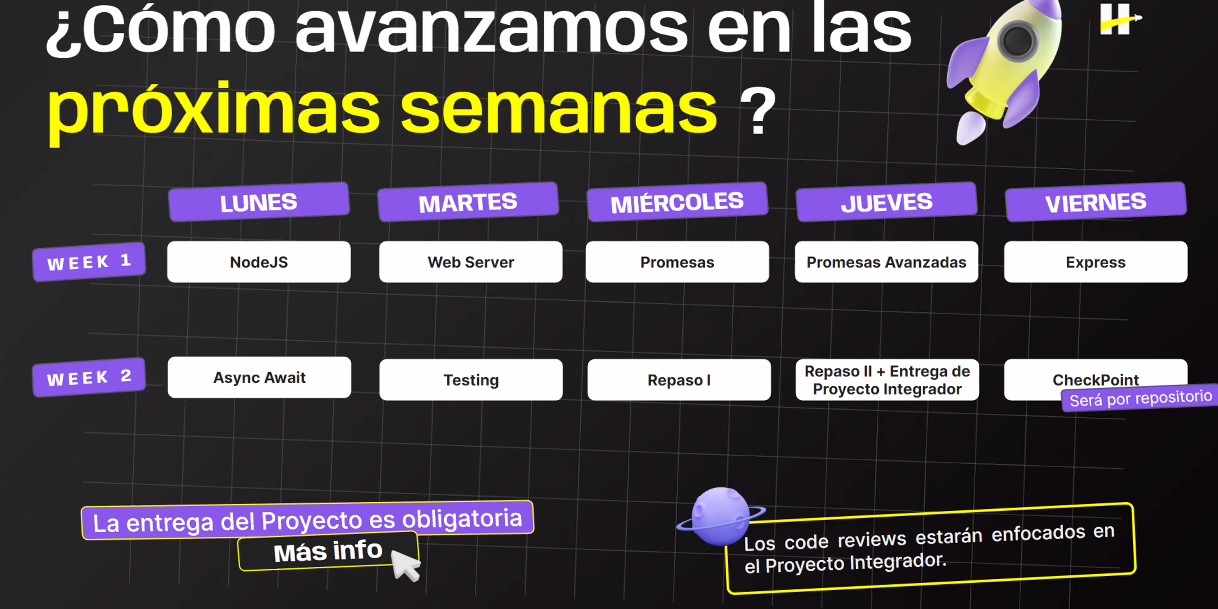 ¿Cómo avanzamos en las
próximas semanas ?
LUNES
MARTES
MIÉRCOLES
JUEVES
VIERNES
WEEK 1
NodeJS
Web Server
Promesas
Promesas Avanzadas
Express
WEEK 2
Async Await
Testing
Repaso I
Repaso II + Entrega de
Proyecto Integrador
CheckPoint
Será por repositorio
La entrega del Proyecto es obligatoria
Más info
Los code reviews estarán enfocados en
el Proyecto Integrador.